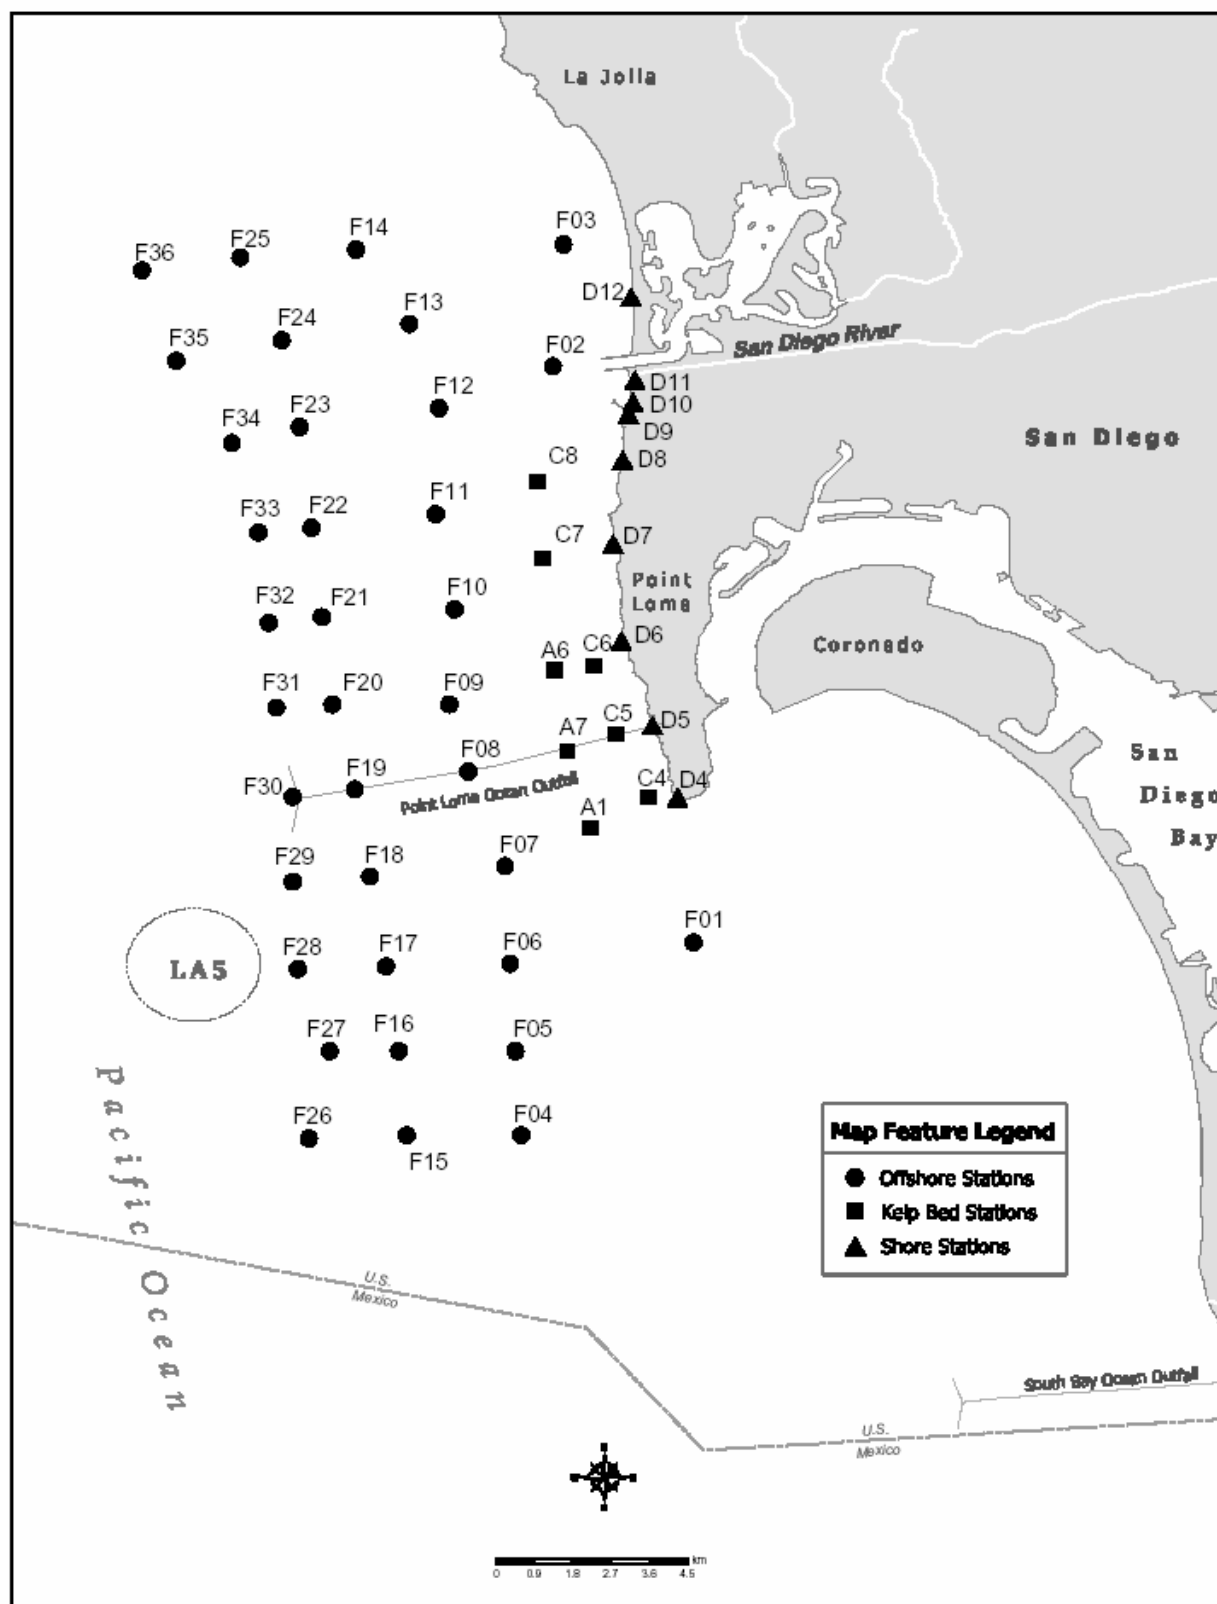 La Jolla
F03
F14
F25
F36
D12
F13
F24
F35
F02
San Diego River
D11
F12
D10
F23
F34
D9
San Diego
C8
D8
F11
F22
F33
C7
D7
Point
Loma
F10
F21
F32
D6
C6
A6
Coronado
F09
F20
F31
C5
D5
A7
F08
San
Diego
Bay
F19
F30
Point Loma Ocean Outfall
C4
D4
A1
F07
F18
F29
F01
F06
F17
F28
LA5
F05
F16
F27
F04
F26
F15
Pacific Ocean
Map Feature Legend
Offshore Stations
Kelp Bed Stations
Shore Stations
U.S.
Mexico
South Bay Ocean Outfall
U.S.
Mexico
km
0 0.9 1.8 2.7 3.6 4.5